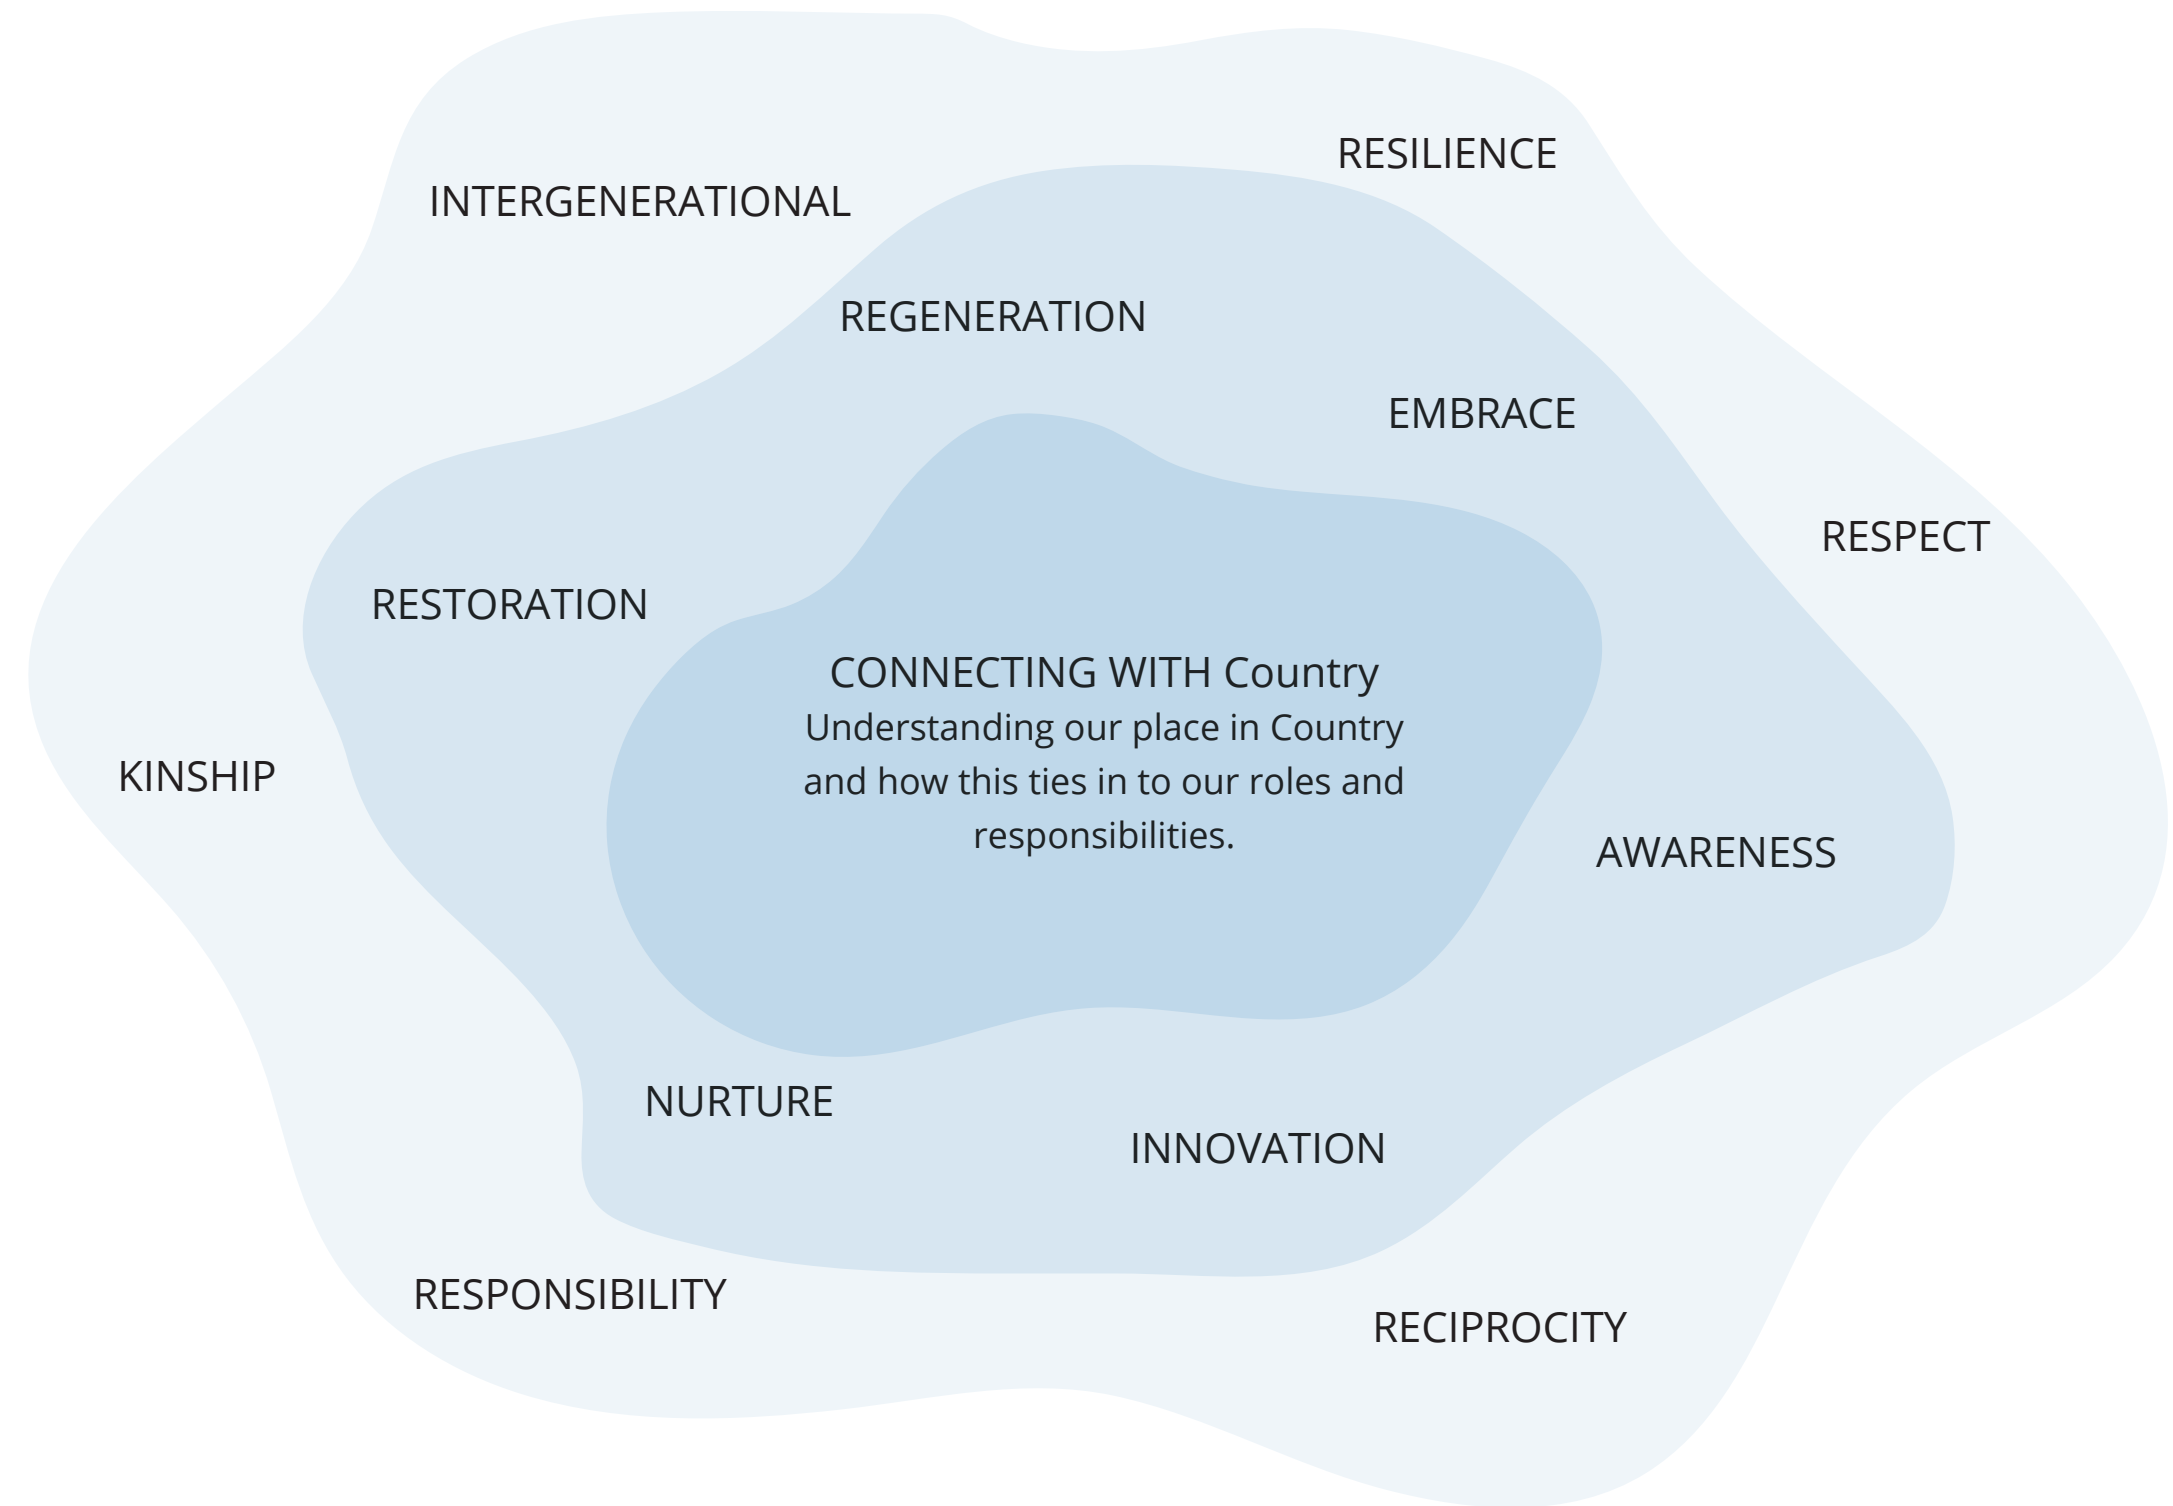 RESILIENCE
INTERGENERATIONAL
REGENERATION
EMBRACE
RESPECT
RESTORATION
CONNECTING WITH Country
Understanding our place in Country
and how this ties in to our roles and
responsibilities.
KINSHIP
AWARENESS
NURTURE
INNOVATION
RESPONSIBILITY
RECIPROCITY